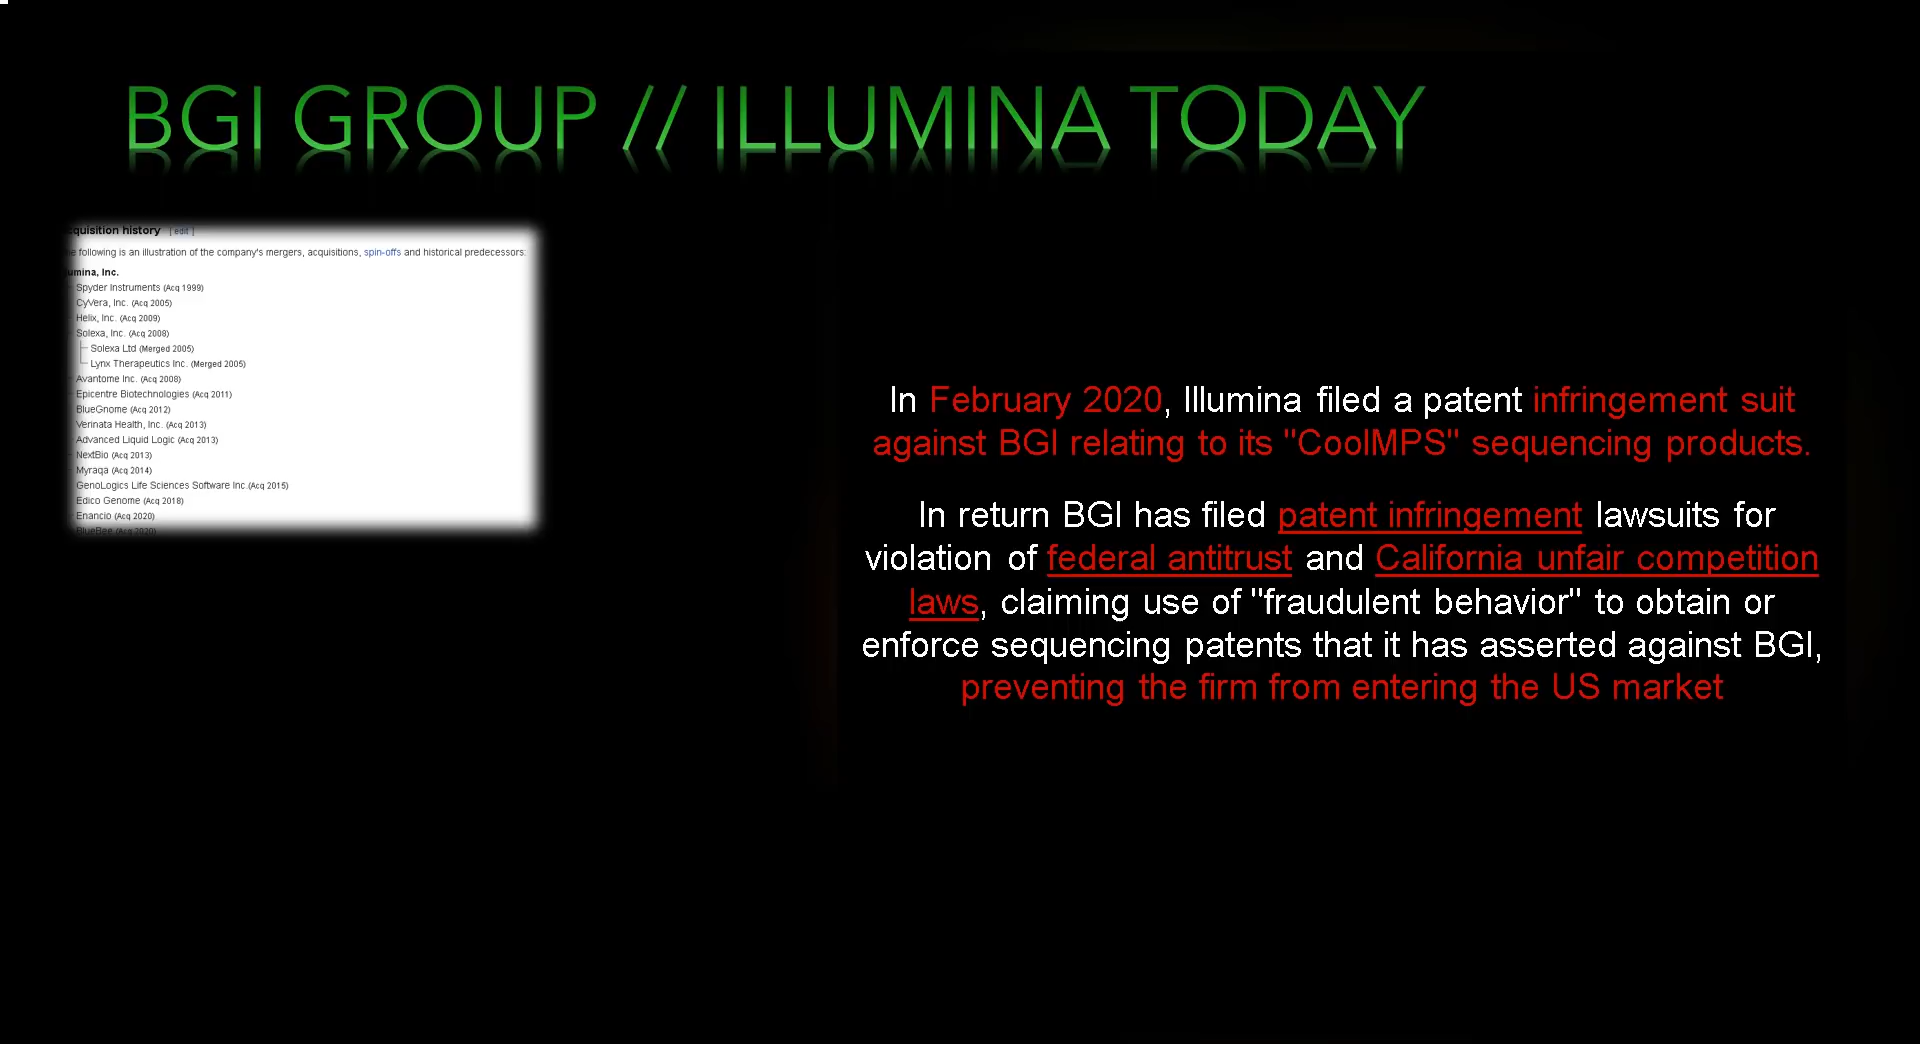 BGI GROUP // ILLUMINA TODAY
quisition history [ edit ]
e following is an illustration of the company's mergers, acquisitions, spin-offs and historical predecessors:
umina, Inc.
Spyder Instruments (Acq 1999)
CyVera, Inc. (Acq 2005)
Helix, Inc. (Acq 2009)
Solexa, Inc. (Acq 2008)
Solexa Ltd (Merged 2005)
Lynx Therapeutics Inc. (Merged 2005)
Avantome Inc. (Acq 2008)
Epicentre Biotechnologies (Acq 2011)
BlueGnome (Acq 2012)
Verinata Health, Inc. (Acq 2013)
Advanced Liquid Logic (Acq 2013)
NextBio (Acq 2013)
Myraqa (Acq 2014)
GenoLogics Life Sciences Software Inc.(Acq 2015)
Edico Genome (Acq 2018)
Enancio (Acq 2020)
BlueBee (Acq 2020)
In February 2020, Illumina filed a patent infringement suit
against BGI relating to its "CoolMPS" sequencing products.
In return BGI has filed patent infringement lawsuits for
violation of federal antitrust and California unfair competition
laws, claiming use of "fraudulent behavior" to obtain or
enforce sequencing patents that it has asserted against BGI,
preventing the firm from entering the US market